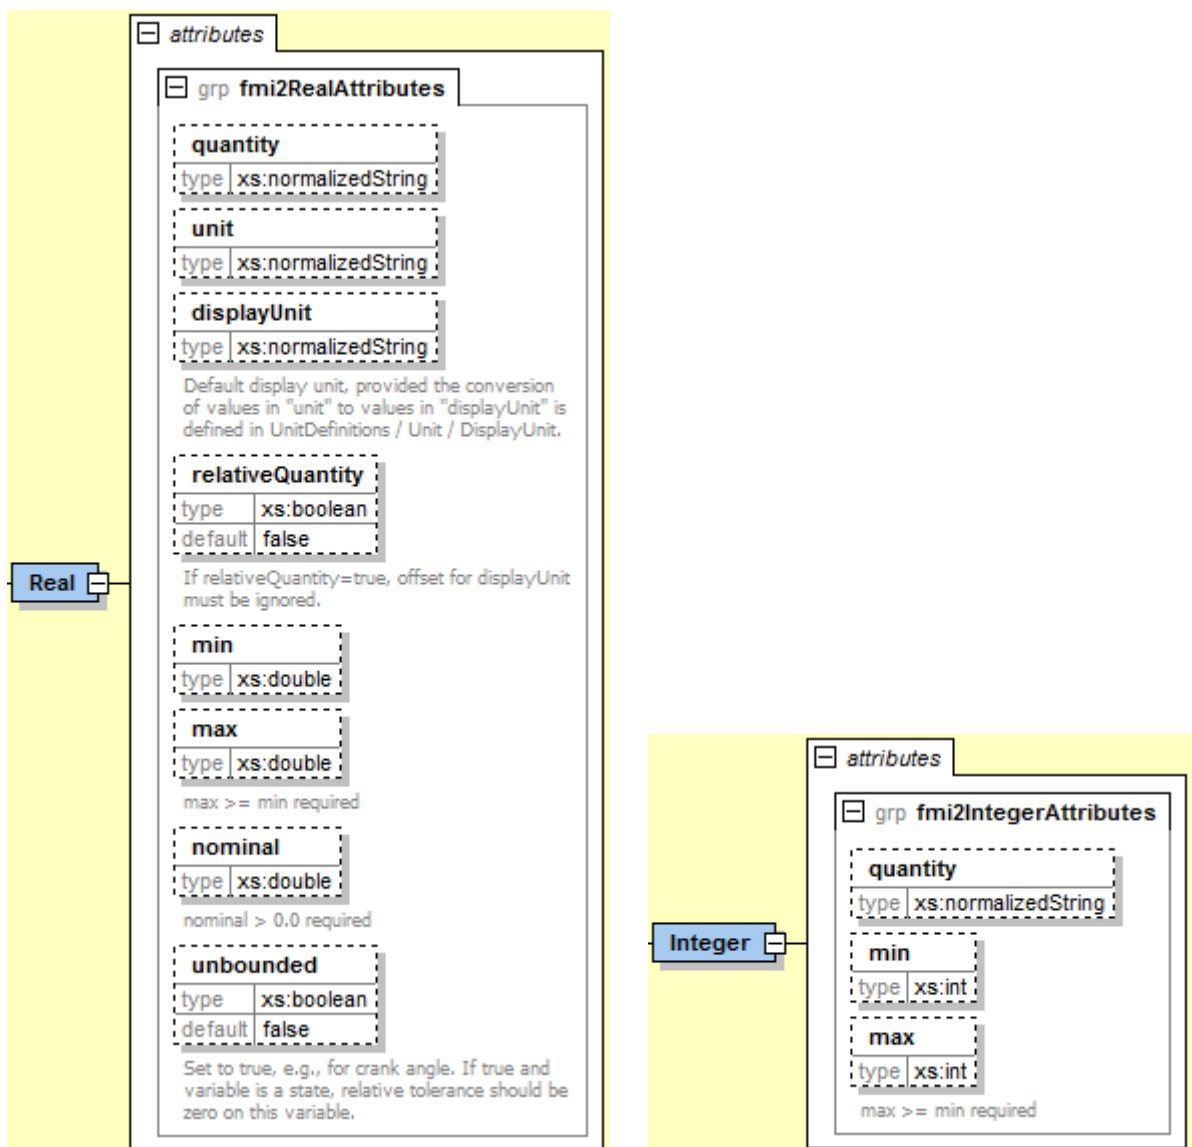 attributes
grp fmi2RealAttributes
quantity
type xs:normalizedString
unit
type xs:normalizedString
displayUnit
type xs:normalizedString
Default display unit, provided the conversion
of values in "unit" to values in "displayUnit" is
defined in UnitDefinitions / Unit / DisplayUnit.
relativeQuantity
type xs:boolean
default false
Real
If relativeQuantity=true, offset for displayUnit
must be ignored.
min
type xs:double
max
type xs:double
max >= min required
nominal
type xs:double
nominal > 0.0 required
unbounded
type xs:boolean
default false
Set to true, e.g., for crank angle. If true and
variable is a state, relative tolerance should be
zero on this variable.
attributes
grp fmi2IntegerAttributes
quantity
type xs:normalizedString
Integer
min
type xs:int
max
type xs:int
max >= min required